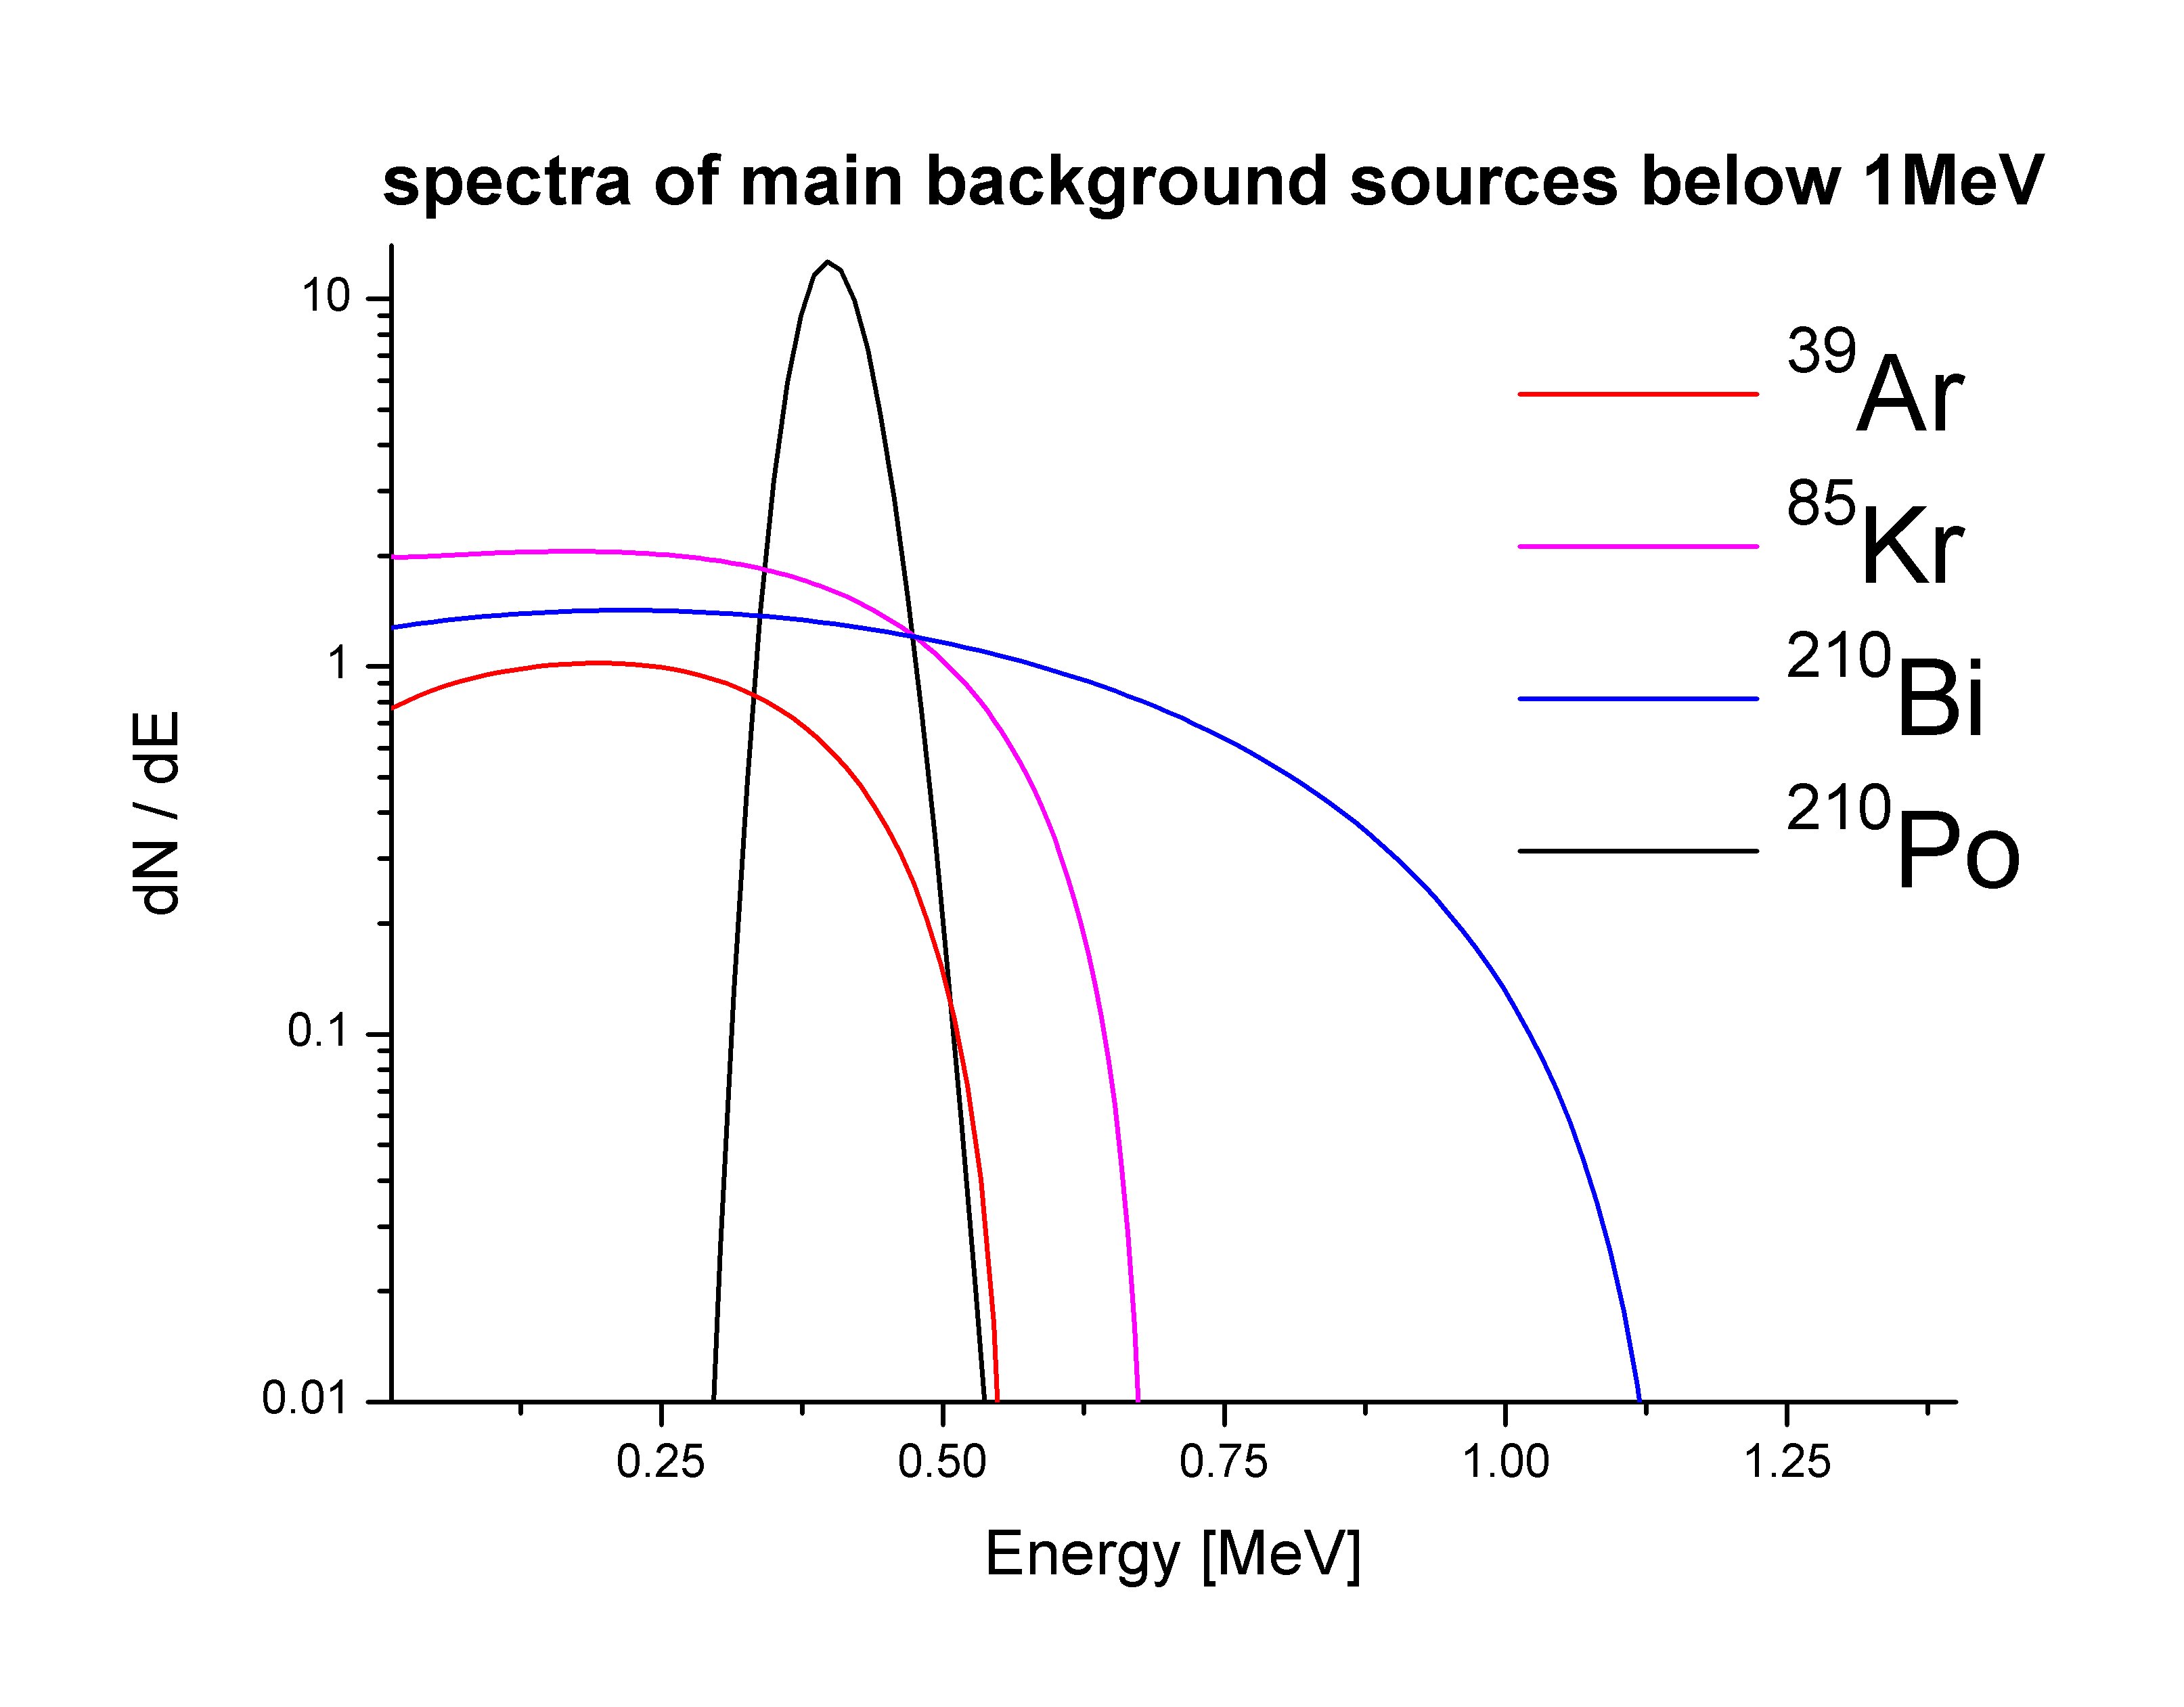 spectra of main background sources below 1MeV
10
1
0.1
0.01
dN / dE
39Ar
85Kr
210Bi
210Po
0.25 0.50 0.75 1.00 1.25
Energy [MeV]